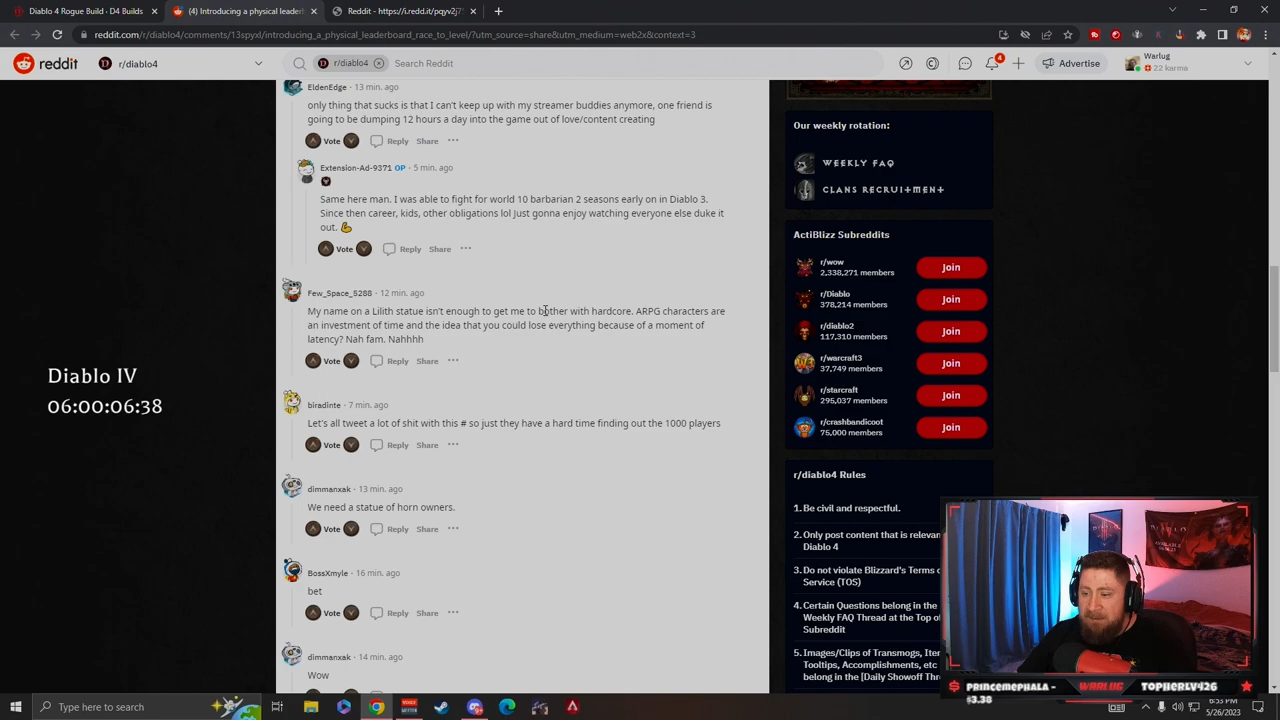 Diablo 4 Rogue Build - D4 Builds
(4) Introducing a physical leaderb
Reddit - https://i.redd.it/pqyv2j7
reddit.com/r/diablo4/comments/13spyxl/introducing_a_physical_leaderboard_race_to_level/?utm_source=share&utm_medium=web2x&context=3
reddit
r/diablo4
r/diablo4
Search Reddit
4
Advertise
Warlug
22 karma
EldenEdge · 13 min. ago
only thing that sucks is that I can't keep up with my streamer buddies anymore, one friend is
going to be dumping 12 hours a day into the game out of love/content creating
Vote
Reply
Share
Extension-Ad-9371 OP · 5 min. ago
Same here man. I was able to fight for world 10 barbarian 2 seasons early on in Diablo 3.
Since then career, kids, other obligations lol Just gonna enjoy watching everyone else duke it
out. 💪
Vote
Reply
Share
Few_Space_5288 · 12 min. ago
My name on a Lilith statue isn't enough to get me to bother with hardcore. ARPG characters are
an investment of time and the idea that you could lose everything because of a moment of
latency? Nah fam. Nahhhh
Vote
Reply
Share
biradinte · 7 min. ago
Let's all tweet a lot of shit with this # so just they have a hard time finding out the 1000 players
Vote
Reply
Share
dimmanxak · 13 min. ago
We need a statue of horn owners.
Vote
Reply
Share
BossXmyle · 16 min. ago
bet
Vote
Reply
Share
dimmanxak · 14 min. ago
Wow
Our weekly rotation:
WEEKLY FAQ
CLANS RECRUITMENT
ActiBlizz Subreddits
r/wow
2,338,271 members
Join
r/Diablo
378,214 members
Join
r/diablo2
117,310 members
Join
r/warcraft3
37,749 members
Join
r/starcraft
295,037 members
Join
r/crashbandicoot
75,000 members
Join
r/diablo4 Rules
1. Be civil and respectful.
2. Only post content that is relevan
Diablo 4
3. Do not violate Blizzard's Terms o
Service (TOS)
4. Certain Questions belong in the
Weekly FAQ Thread at the Top of
Subreddit
5. Images/Clips of Transmogs, Iter
Tooltips, Accomplishments, etc
belong in the [Daily Showoff Thr
Diablo IV
06:00:06:38
DIABLO
PRINCEMEPHALA -
$3.38
WARLUG
TOPHERLV426
Type here to search
6:53 PM
5/26/2023